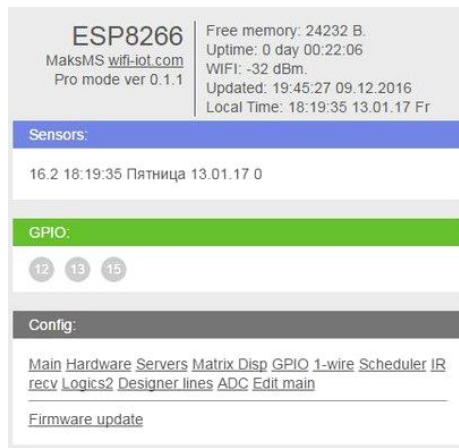 ESP8266
MaksMS wifi-iot.com
Pro mode ver 0.1.1
Free memory: 24232 B.
Uptime: 0 day 00:22:06
WIFI: -32 dBm.
Updated: 19:45:27 09.12.2016
Local Time: 18:19:35 13.01.17 Fr
Sensors:
16.2 18:19:35 Пятница 13.01.17 0
GPIO:
12 13 15
Config:
Main Hardware Servers Matrix Disp GPIO 1-wire Scheduler IR
recv Logics2 Designer lines ADC Edit main
Firmware update